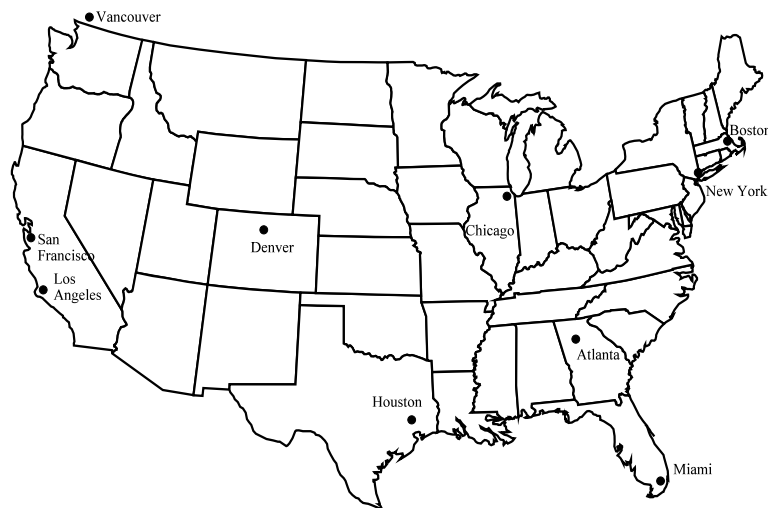 Vancouver
Boston
New York
Chicago
San
Francisco
Denver
Los
Angeles
Atlanta
Houston
Miami